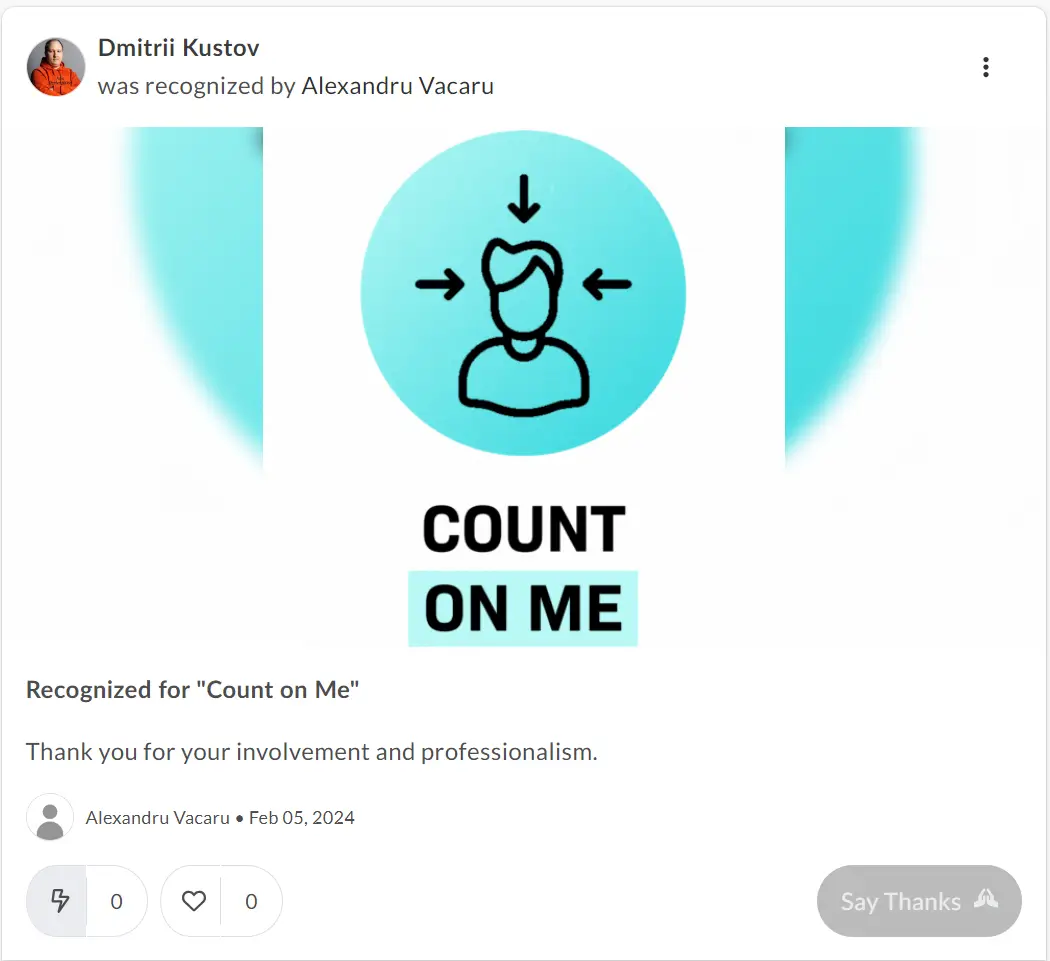 Dmitrii Kustov
was recognized by Alexandru Vacaru
COUNT
ON ME
Recognized for "Count on Me"
Thank you for your involvement and professionalism.
Alexandru Vacaru • Feb 05, 2024
0
0
Say Thanks